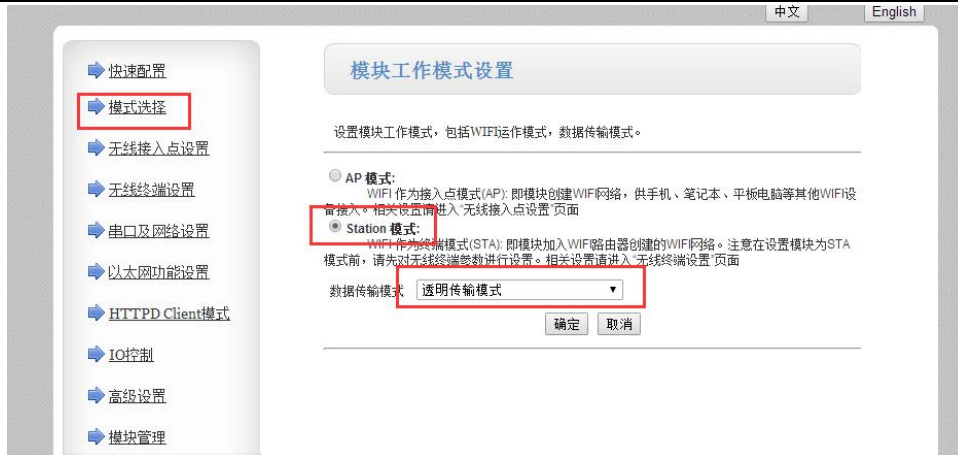 中文
English
快速配置
模式选择
无线接入点设置
无线终端设置
串口及网络设置
以太网功能设置
HTTPD Client模式
IO控制
高级设置
模块管理
模块工作模式设置
设置模块工作模式，包括WIFI运作模式，数据传输模式。
AP 模式:
WIFI 作为接入点模式(AP): 即模块创建WIFI网络，供手机、笔记本、平板电脑等其他WIFI设
备接入。相关设置请进入“无线接入点设置”页面
Station 模式:
WIFI 作为终端模式(STA): 即模块加入WIFI路由器创建的WIFI网络。注意在设置模块为STA
模式前，请先对无线终端参数进行设置。相关设置请进入“无线终端设置”页面
数据传输模式 透明传输模式
确定 取消